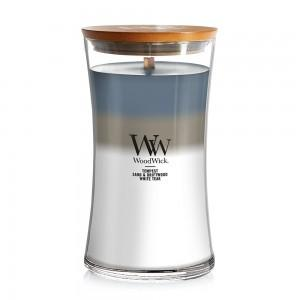 WW
WoodWick.
TEMPEST
SAND & DRIFTWOOD
WHITE TEAK